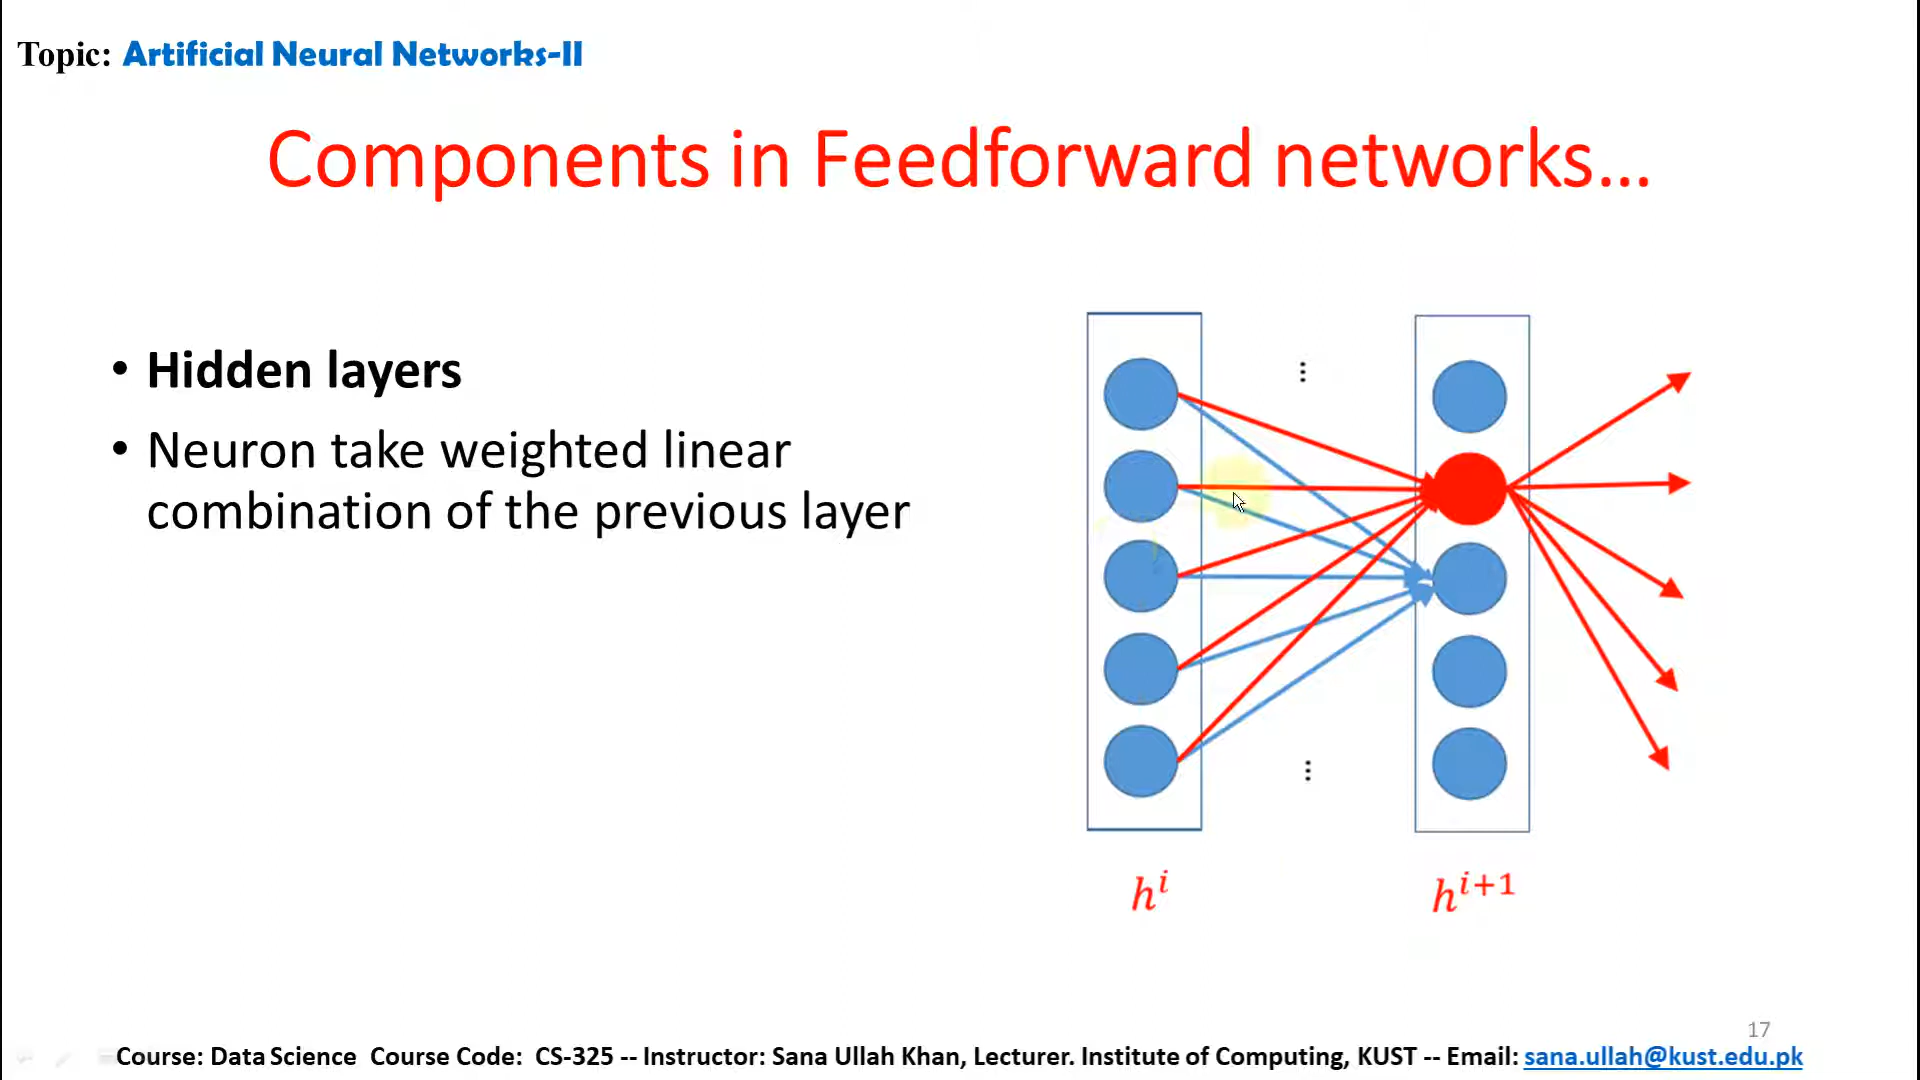 Topic: Artificial Neural Networks-II
Components in Feedforward networks...
• Hidden layers
• Neuron take weighted linear
combination of the previous layer
⋮
⋮
hⁱ
hⁱ⁺¹
17
Course: Data Science Course Code: CS-325 -- Instructor: Sana Ullah Khan, Lecturer. Institute of Computing, KUST -- Email: sana.ullah@kust.edu.pk